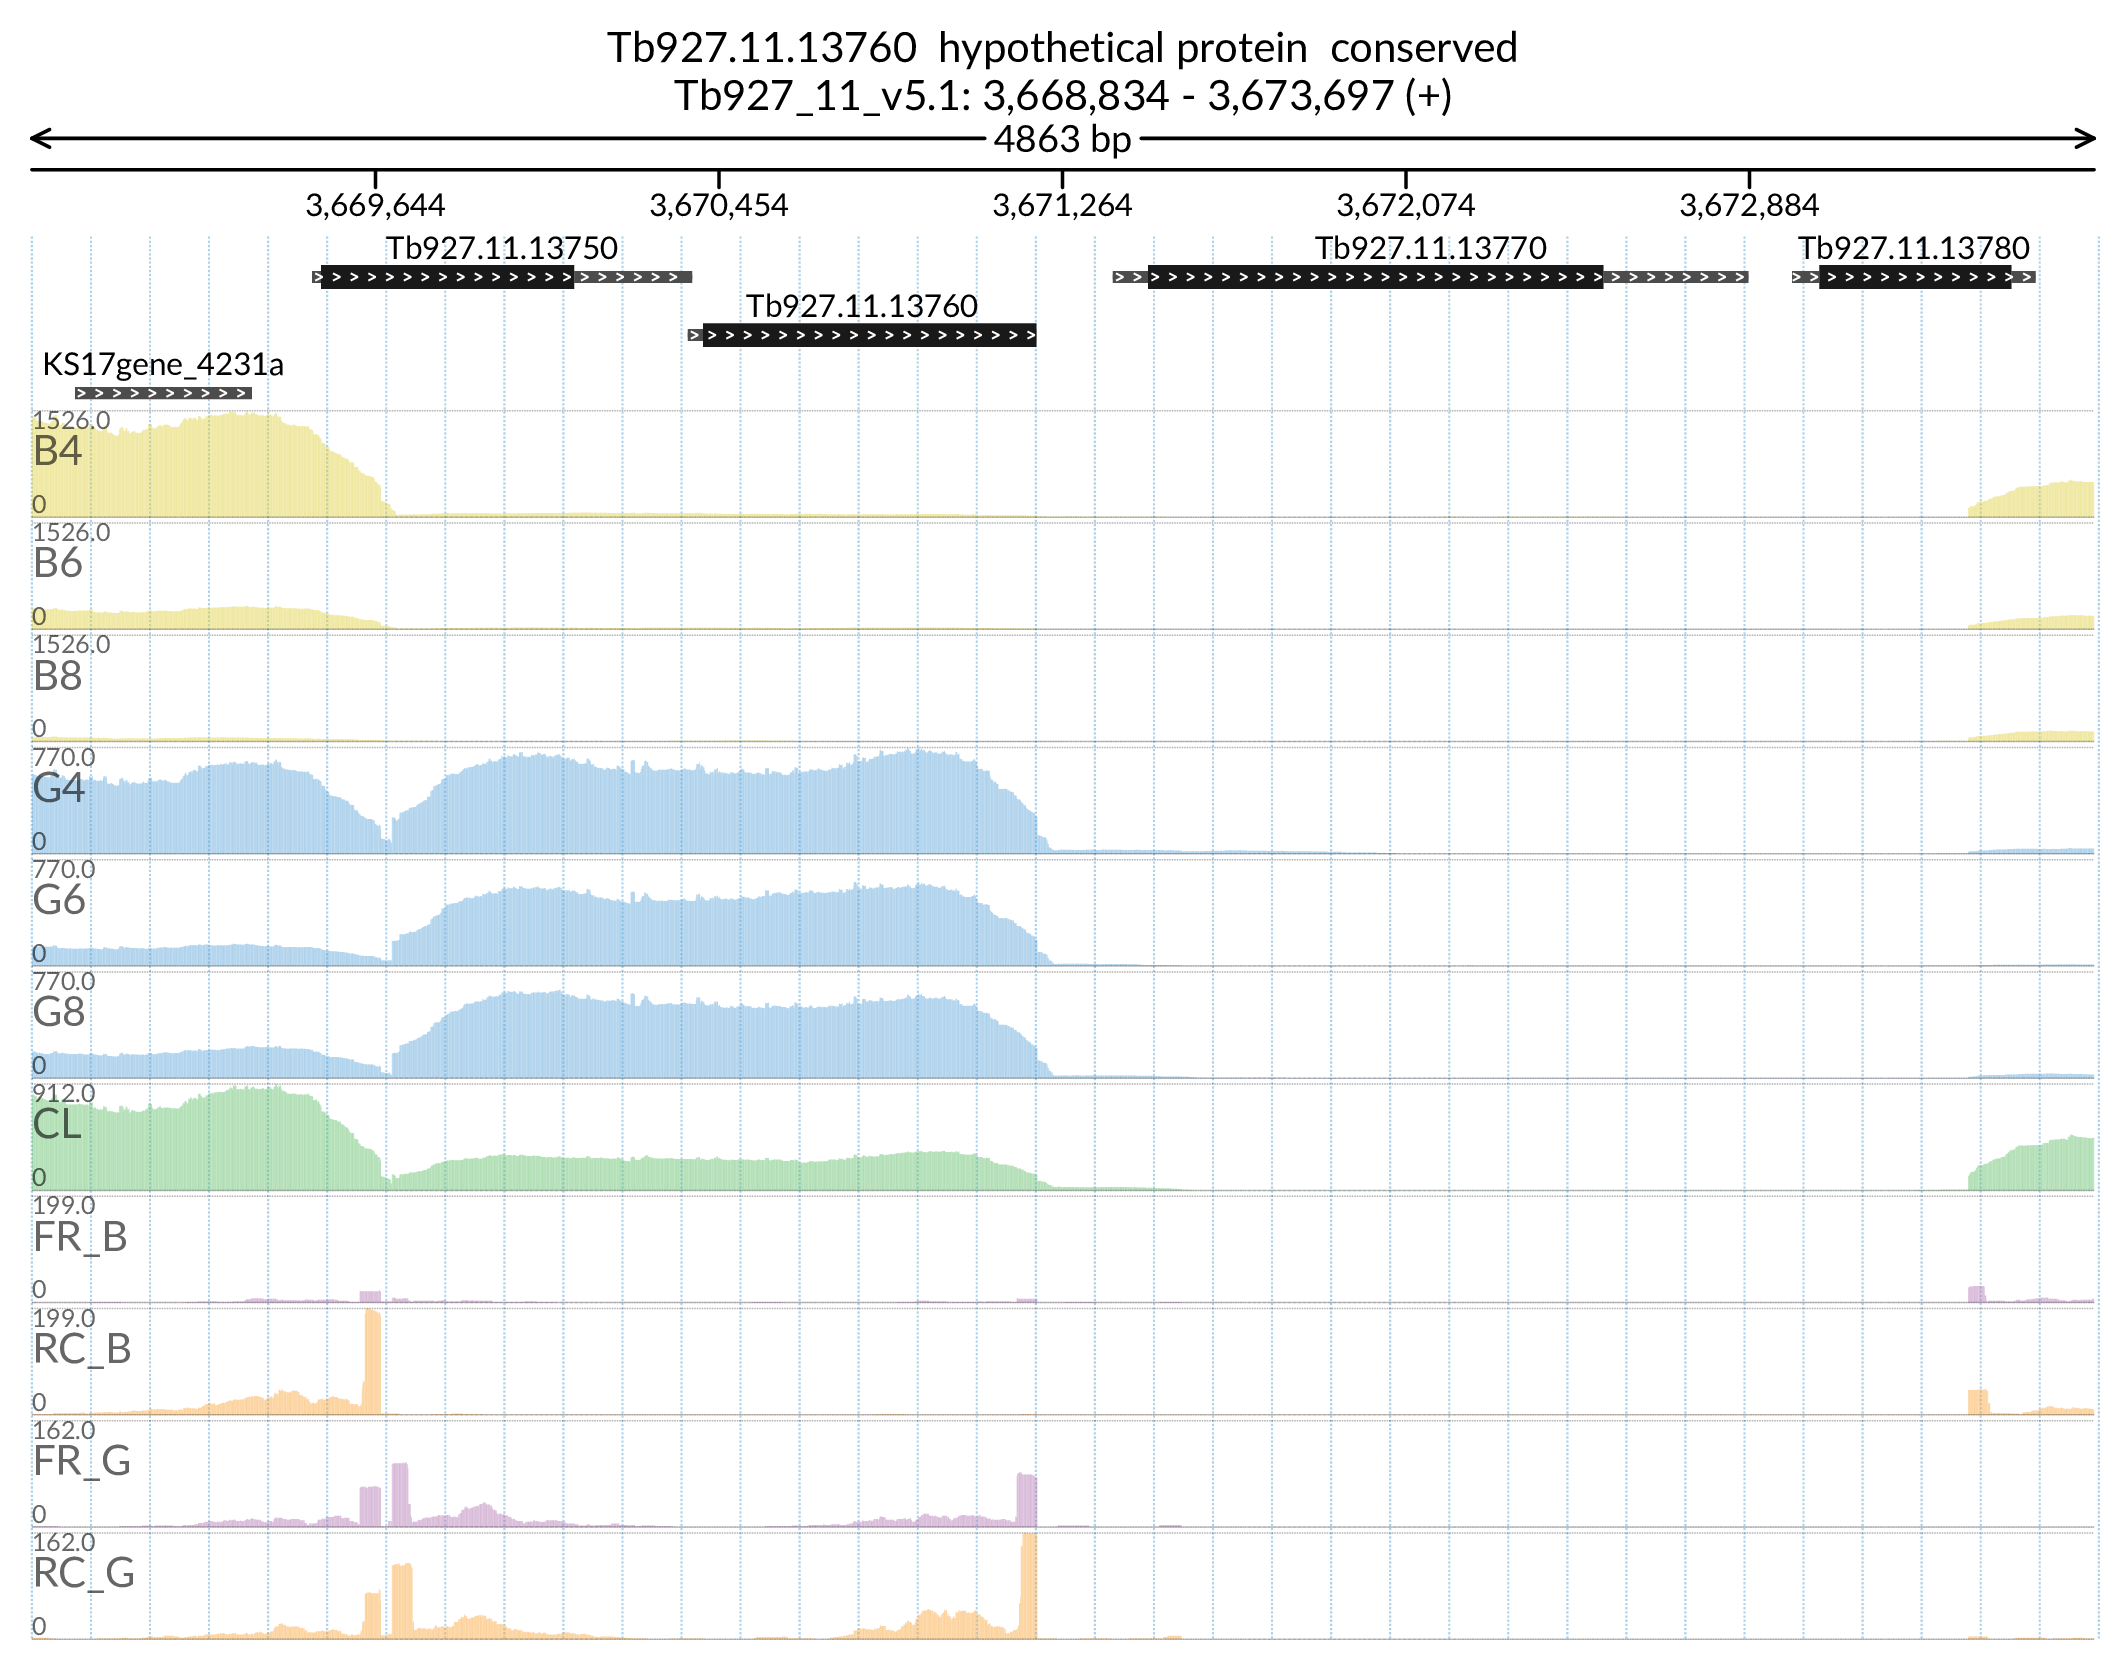 Tb927.11.13760  hypothetical protein  conserved
Tb927_11_v5.1: 3,668,834 - 3,673,697 (+)
4863 bp
3,669,644 3,670,454 3,671,264 3,672,074 3,672,884
Tb927.11.13750 Tb927.11.13770 Tb927.11.13780
Tb927.11.13760
KS17gene_4231a
1526.0
B4
0
1526.0
B6
0
1526.0
B8
0
770.0
G4
0
770.0
G6
0
770.0
G8
0
912.0
CL
0
199.0
FR_B
0
199.0
RC_B
0
162.0
FR_G
0
162.0
RC_G
0